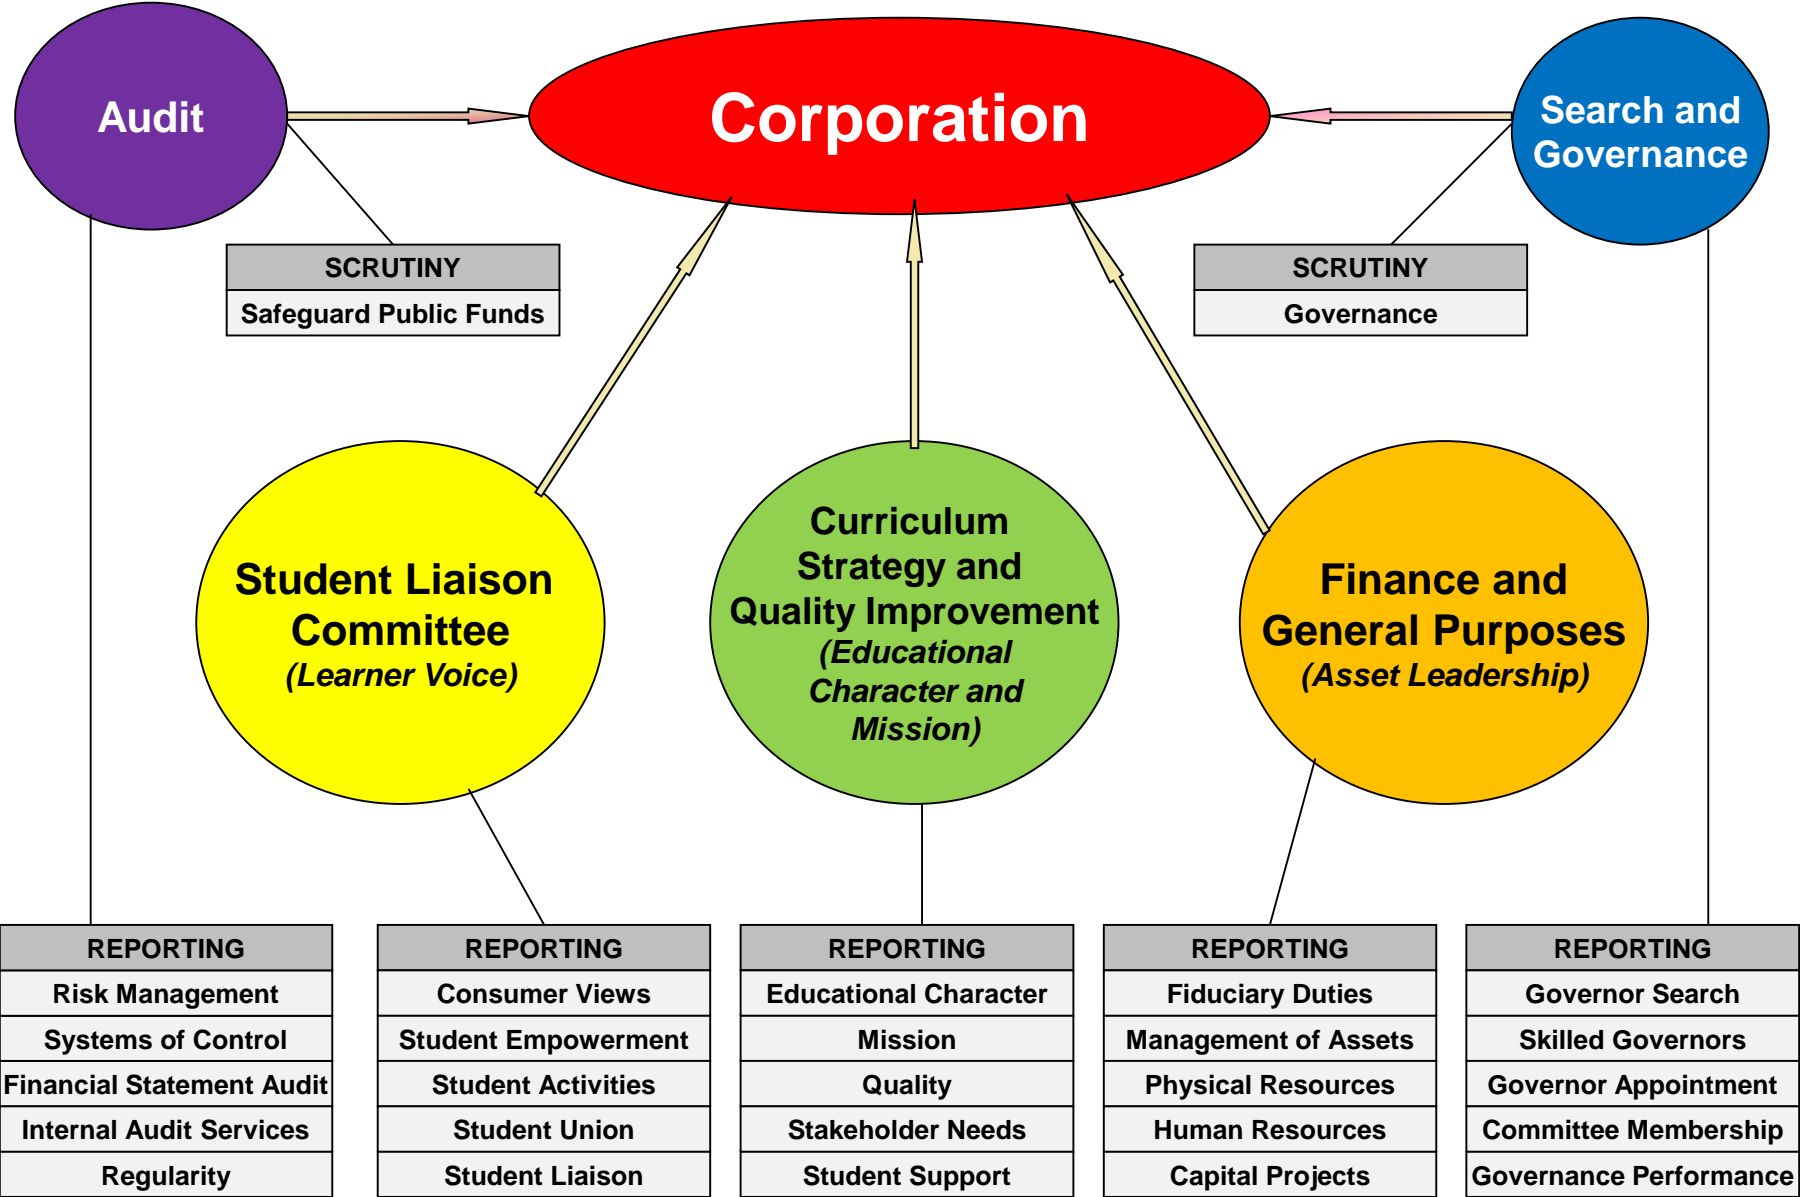 Audit
Corporation
Search and
Governance
SCRUTINY
Safeguard Public Funds
SCRUTINY
Governance
Student Liaison
Committee
(Learner Voice)
Curriculum
Strategy and
Quality Improvement
(Educational
Character and
Mission)
Finance and
General Purposes
(Asset Leadership)
REPORTING
Risk Management
Systems of Control
Financial Statement Audit
Internal Audit Services
Regularity
REPORTING
Consumer Views
Student Empowerment
Student Activities
Student Union
Student Liaison
REPORTING
Educational Character
Mission
Quality
Stakeholder Needs
Student Support
REPORTING
Fiduciary Duties
Management of Assets
Physical Resources
Human Resources
Capital Projects
REPORTING
Governor Search
Skilled Governors
Governor Appointment
Committee Membership
Governance Performance